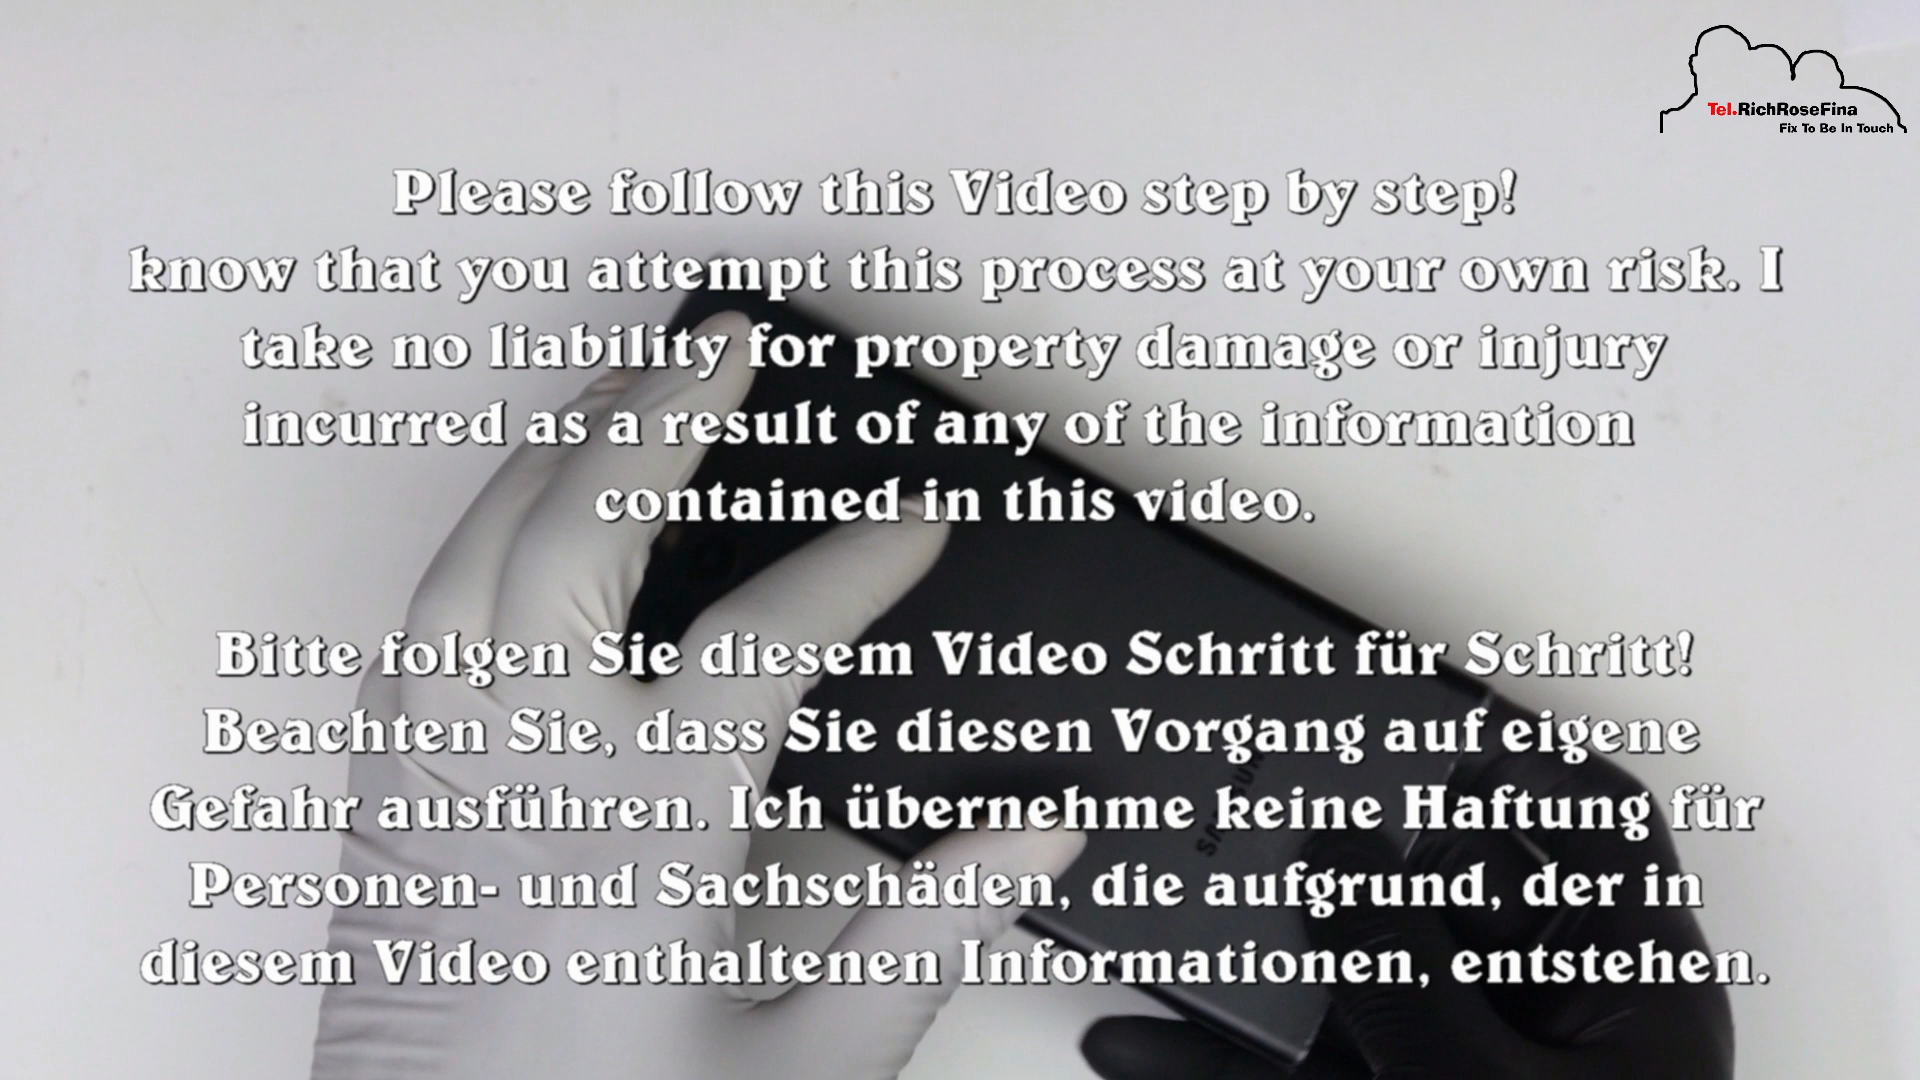 Tel.RichRoseFina
Fix To Be In Touch
Please follow this Video step by step!
know that you attempt this process at your own risk. I
take no liability for property damage or injury
incurred as a result of any of the information
contained in this video.
Bitte folgen Sie diesem Video Schritt für Schritt!
Beachten Sie, dass Sie diesen Vorgang auf eigene
Gefahr ausführen. Ich übernehme keine Haftung für
Personen- und Sachschäden, die aufgrund, der in
diesem Video enthaltenen Informationen, entstehen.
SAMSUNG